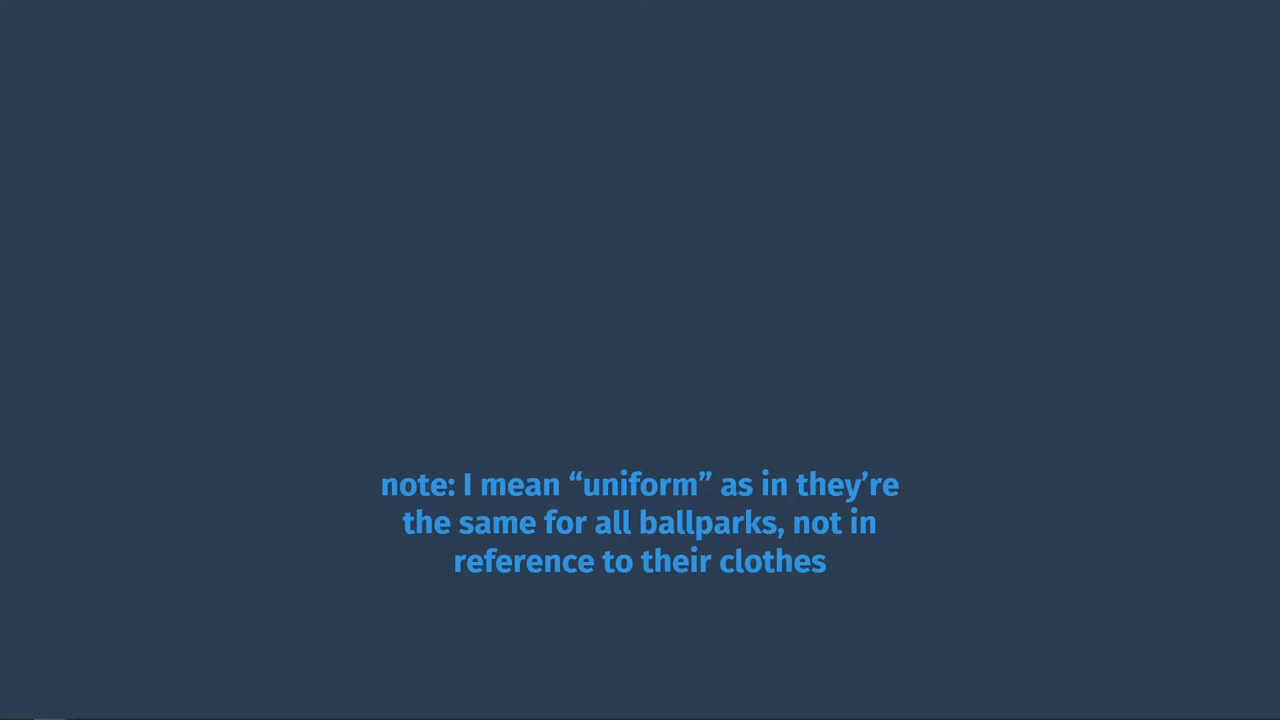 note: I mean “uniform” as in they’re
the same for all ballparks, not in
reference to their clothes